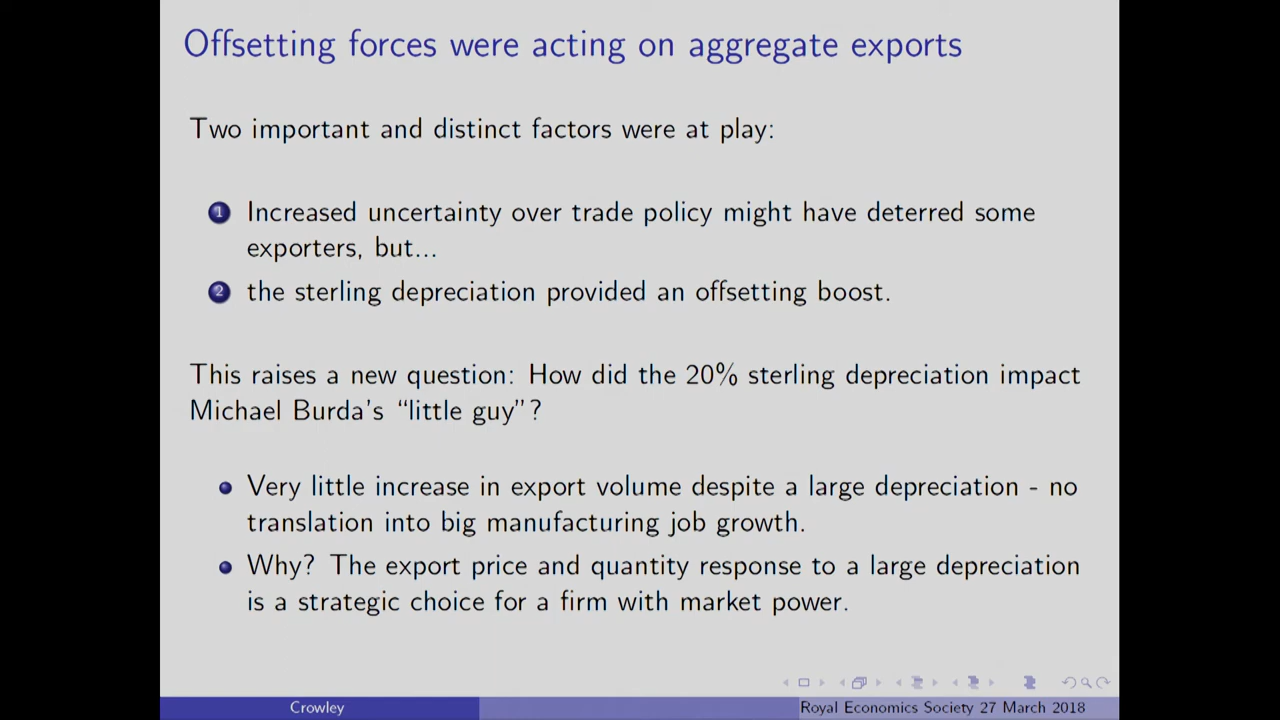 Offsetting forces were acting on aggregate exports
Two important and distinct factors were at play:
1 Increased uncertainty over trade policy might have deterred some
exporters, but...
2 the sterling depreciation provided an offsetting boost.
This raises a new question: How did the 20% sterling depreciation impact
Michael Burda's “little guy”?
Very little increase in export volume despite a large depreciation - no
translation into big manufacturing job growth.
Why? The export price and quantity response to a large depreciation
is a strategic choice for a firm with market power.
Crowley
Royal Economics Society 27 March 2018